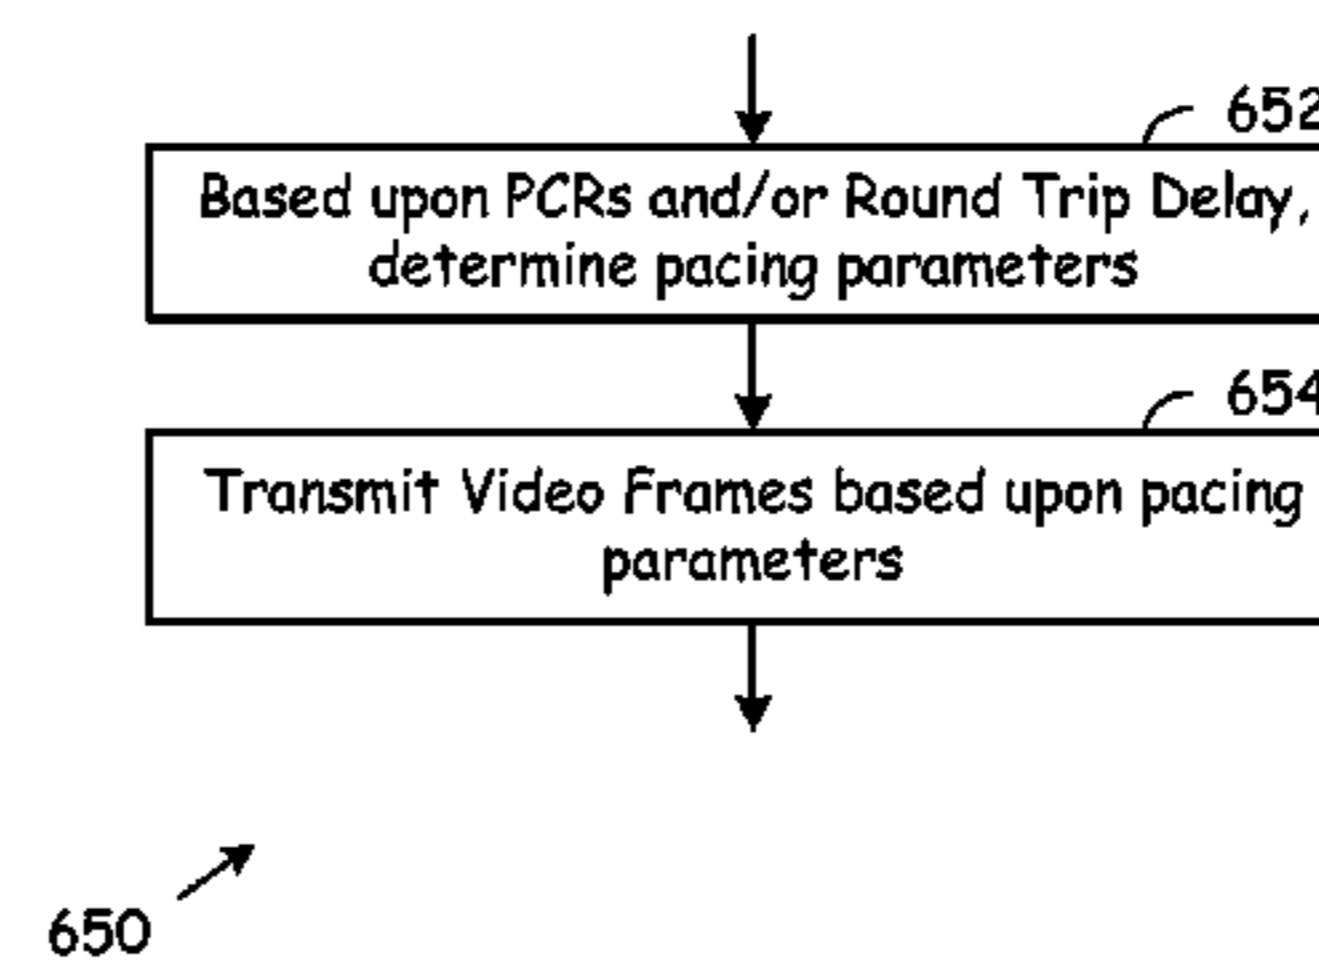 652
Based upon PCRs and/or Round Trip Delay,
determine pacing parameters
654
Transmit Video Frames based upon pacing
parameters
650